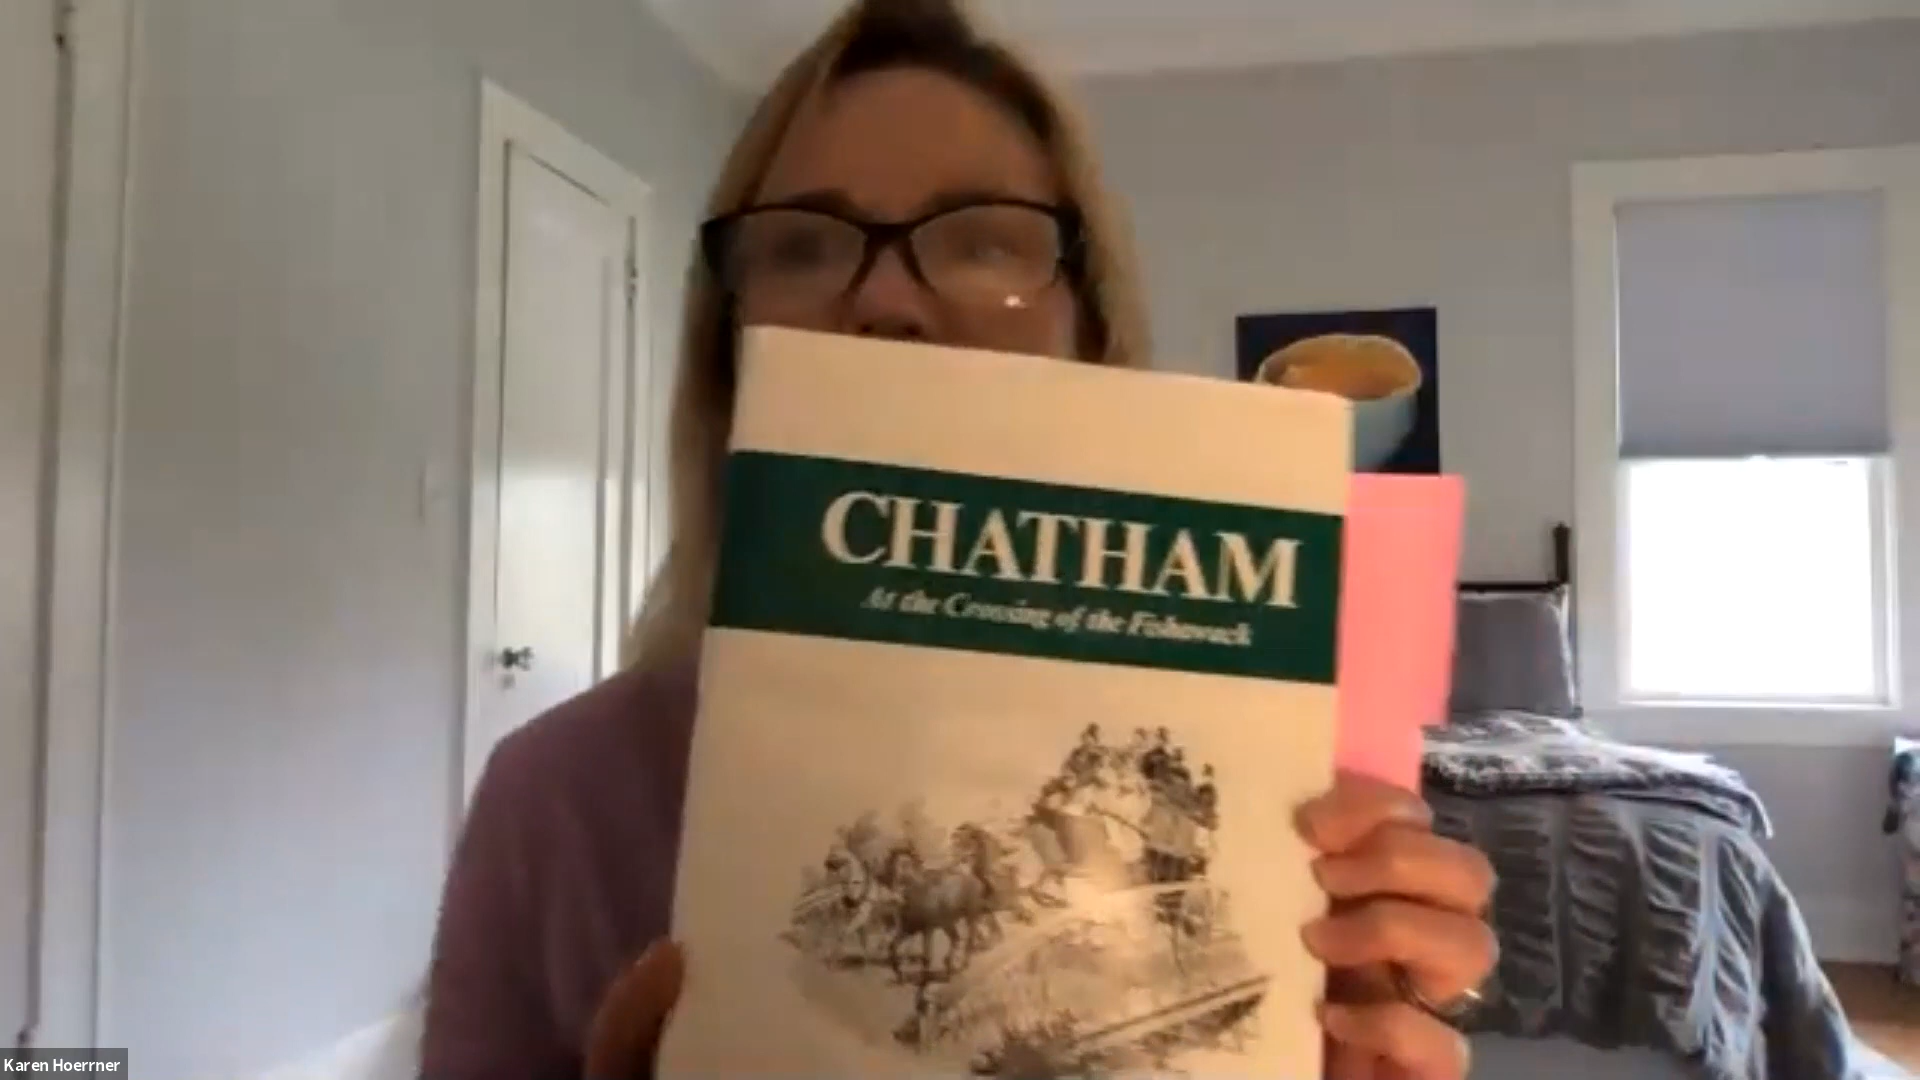 CHATHAM
At the Crossing of the Fishawack
Karen Hoerrner